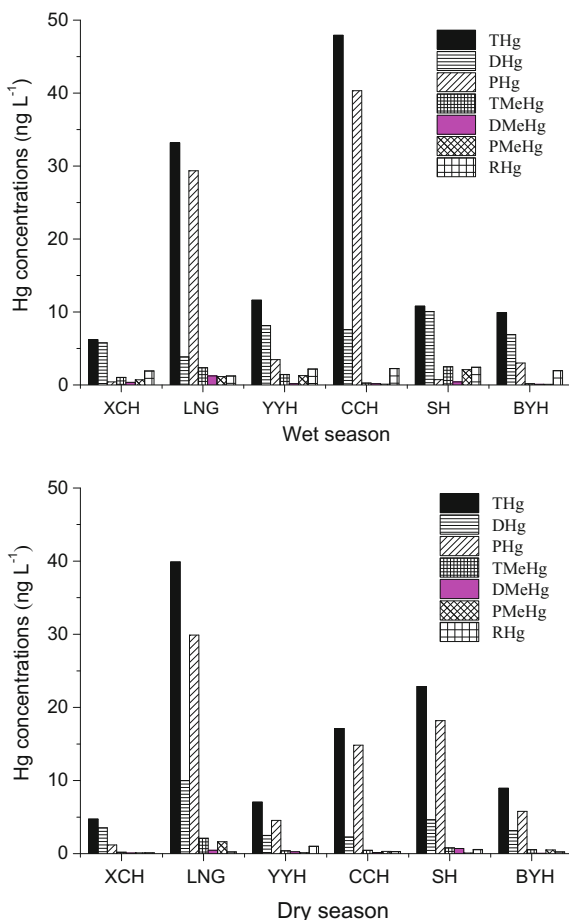 50
40
30
20
10
0
Hg concentrations (ng L⁻¹)
THg
DHg
PHg
TMeHg
DMeHg
PMeHg
RHg
XCH LNG YYH CCH SH BYH
Wet season
50
40
30
20
10
0
Hg concentrations (ng L⁻¹)
THg
DHg
PHg
TMeHg
DMeHg
PMeHg
RHg
XCH LNG YYH CCH SH BYH
Dry season